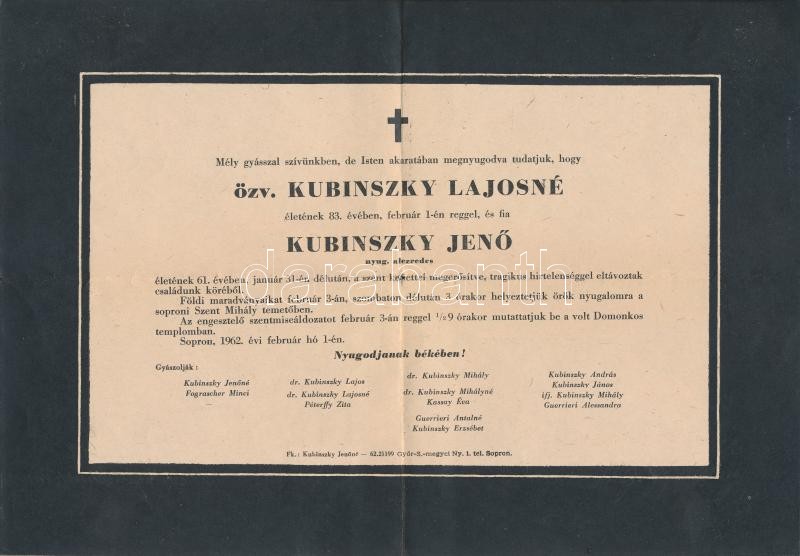 Mély gyásszal szívünkben, de Isten akaratában megnyugodva tudatjuk, hogy
özv. KUBINSZKY LAJOSNÉ
életének 83. évében, február 1-én reggel, és fia
KUBINSZKY JENŐ
nyug. alezredes
életének 61. évében, január 31-én délután, a szent kenettel megerősítve, tragikus hirtelenséggel eltávoztak
családunk köréből.
Földi maradványaikat február 3-án, szombaton délután 3 órakor helyeztetjük örök nyugalomra a
soproni Szent Mihály temetőben.
Az engesztelő szentmiseáldozatot február 3-án reggel 1/2 9 órakor mutattatjuk be a volt Domonkos
templomban.
Sopron, 1962. évi február hó 1-én.
Nyugodjanak békében!
Gyászolják :
Kubinszky Jenőné
Fograscher Minci
dr. Kubinszky Lajos
dr. Kubinszky Lajosné
Péterffy Zita
dr. Kubinszky Mihály
dr. Kubinszky Mihályné
Kassay Éva
Guerrieri Antalné
Kubinszky Erzsébet
Kubinszky András
Kubinszky János
ifj. Kubinszky Mihály
Guerrieri Alessandra
Fk.: Kubinszky Jenőné — 62.25199 Győr-S.-megyei Ny. 1. tel. Sopron.
darabanth